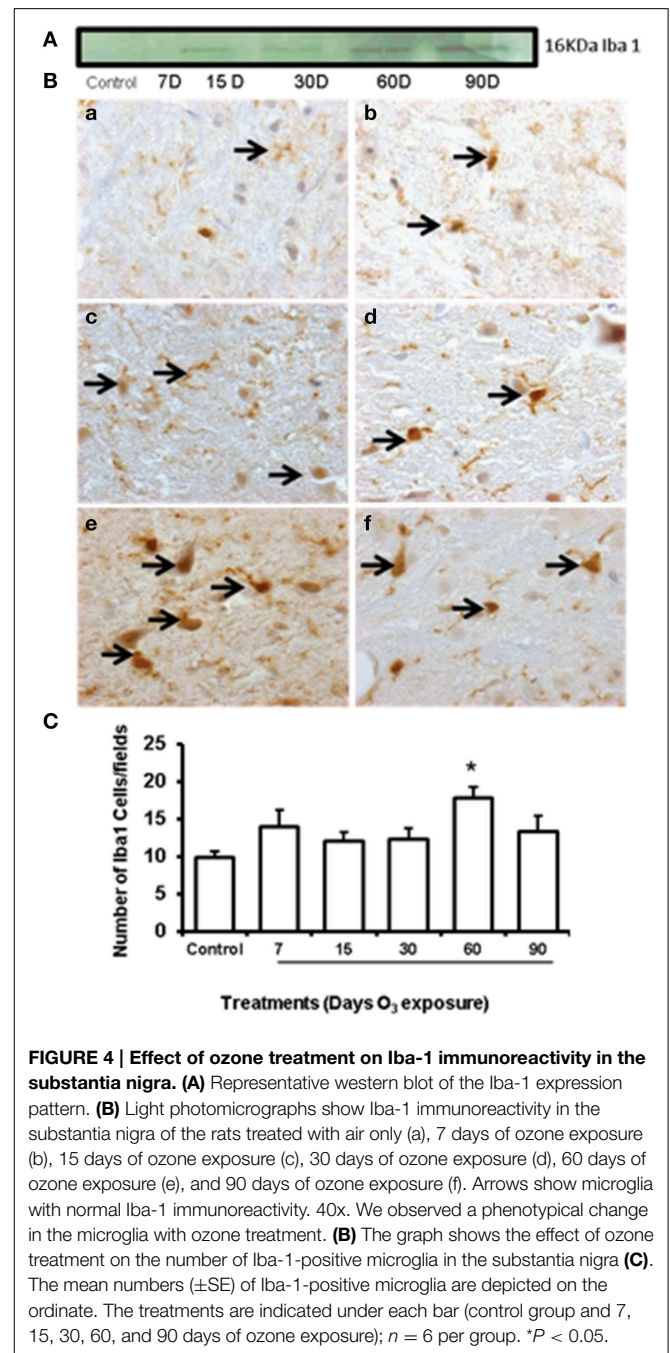 A
16KDa Iba 1
Control 7D 15 D 30D 60D 90D
B
a
b
c
d
e
f
C
Number of Iba1 Cells/fields
25
20
15
10
5
0
*
Control 7 15 30 60 90
Treatments (Days O₃ exposure)
FIGURE 4 | Effect of ozone treatment on Iba-1 immunoreactivity in the
substantia nigra. (A) Representative western blot of the Iba-1 expression
pattern. (B) Light photomicrographs show Iba-1 immunoreactivity in the
substantia nigra of the rats treated with air only (a), 7 days of ozone exposure
(b), 15 days of ozone exposure (c), 30 days of ozone exposure (d), 60 days of
ozone exposure (e), and 90 days of ozone exposure (f). Arrows show microglia
with normal Iba-1 immunoreactivity. 40x. We observed a phenotypical change
in the microglia with ozone treatment. (B) The graph shows the effect of ozone
treatment on the number of Iba-1-positive microglia in the substantia nigra (C).
The mean numbers (±SE) of Iba-1-positive microglia are depicted on the
ordinate. The treatments are indicated under each bar (control group and 7,
15, 30, 60, and 90 days of ozone exposure); n = 6 per group. *P < 0.05.